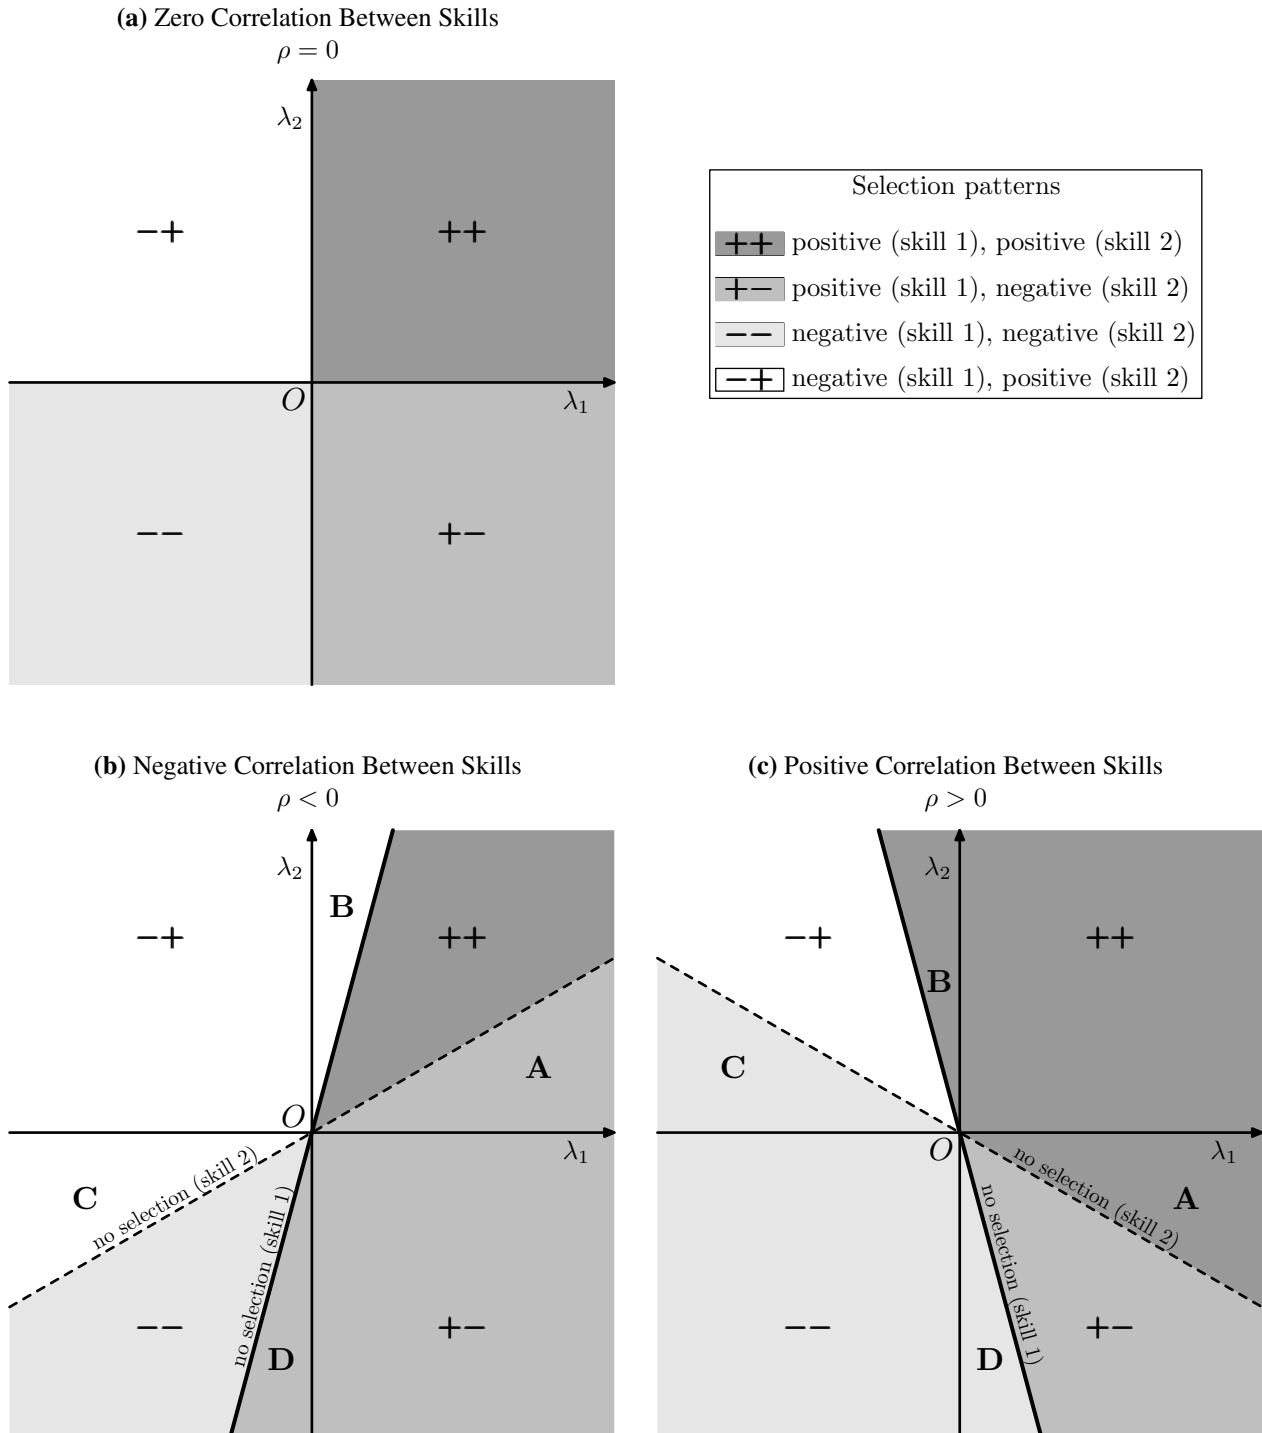 (a) Zero Correlation Between Skills
ρ = 0
λ₂
−+
++
O
λ₁
−−
+−
Selection patterns
++ positive (skill 1), positive (skill 2)
+− positive (skill 1), negative (skill 2)
−− negative (skill 1), negative (skill 2)
−+ negative (skill 1), positive (skill 2)
(b) Negative Correlation Between Skills
ρ < 0
λ₂
B
−+
++
A
O
λ₁
C
no selection (skill 2)
no selection (skill 1)
−−
+−
D
(c) Positive Correlation Between Skills
ρ > 0
λ₂
−+
++
B
C
O
λ₁
no selection (skill 2)
A
no selection (skill 1)
−−
+−
D